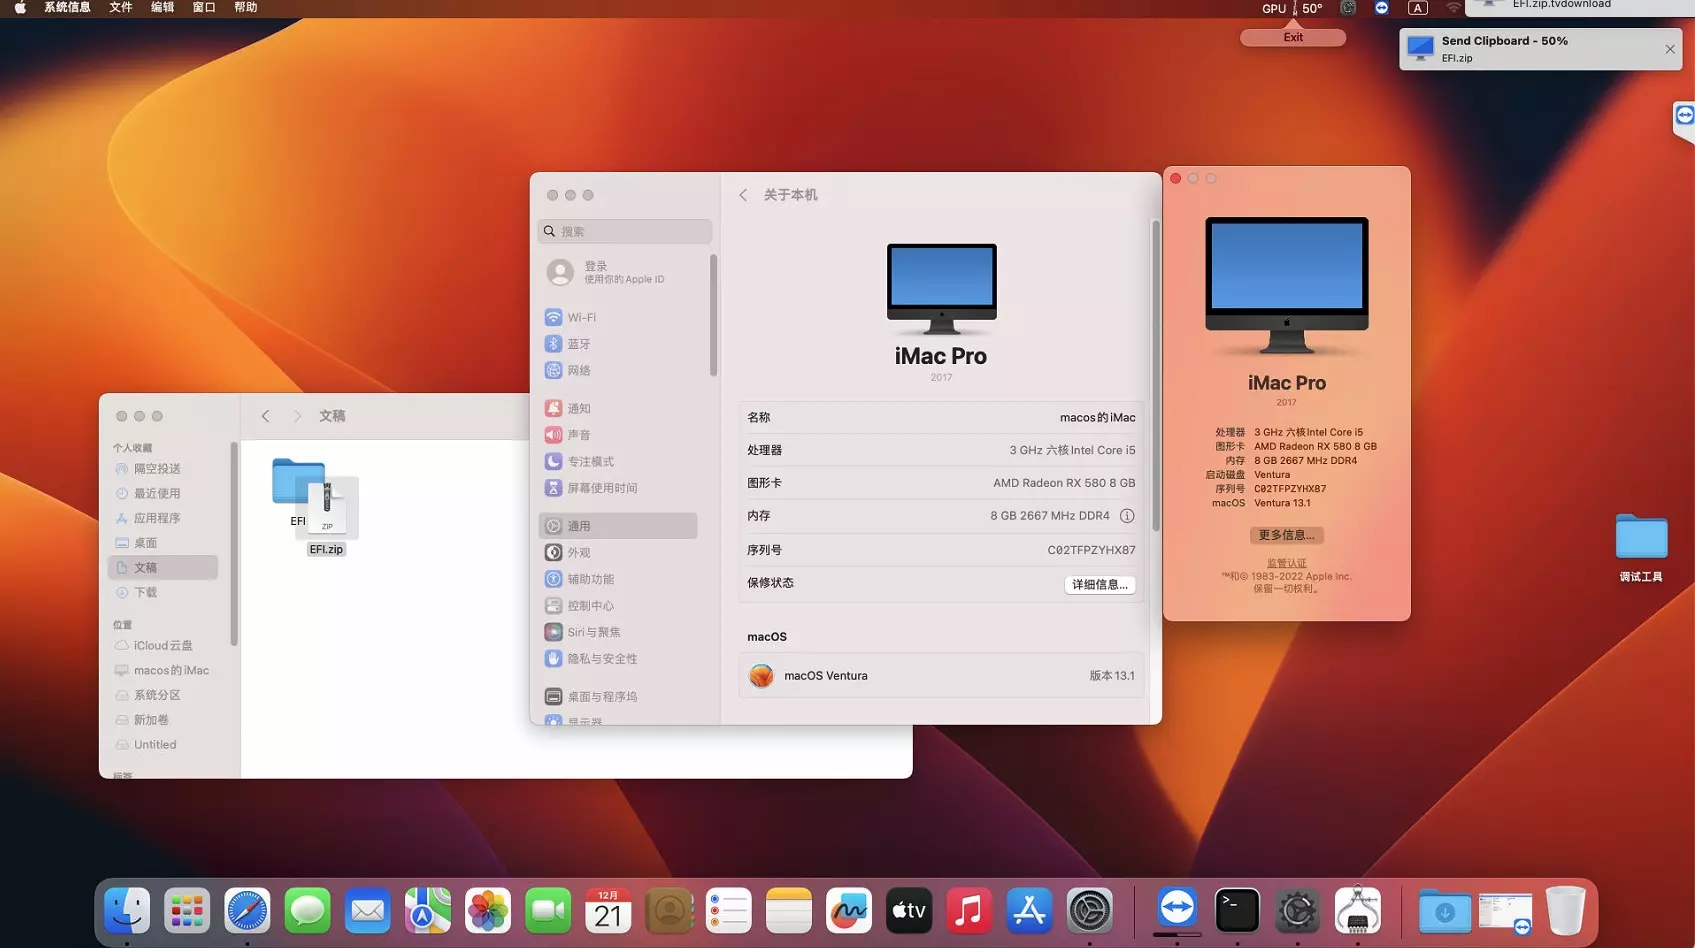 系统信息 文件 编辑 窗口 帮助
GPU 50° A
EFI.zip.tvdownload
Exit
Send Clipboard - 50%
EFI.zip
文稿
个人收藏
隔空投送
最近使用
应用程序
桌面
文稿
下载
位置
iCloud云盘
macos的iMac
系统分区
新加卷
Untitled
标签
EFI
ZIP
EFI.zip
搜索
登录
使用你的Apple ID
Wi-Fi
蓝牙
网络
通知
声音
专注模式
屏幕使用时间
通用
外观
辅助功能
控制中心
Siri与聚焦
隐私与安全性
桌面与程序坞
显示器
关于本机
iMac Pro
2017
名称 macos的iMac
处理器 3 GHz 六核Intel Core i5
图形卡 AMD Radeon RX 580 8 GB
内存 8 GB 2667 MHz DDR4
序列号 C02TFPZYHX87
保修状态 详细信息...
macOS
macOS Ventura 版本13.1
iMac Pro
2017
处理器 3 GHz 六核Intel Core i5
图形卡 AMD Radeon RX 580 8 GB
内存 8 GB 2667 MHz DDR4
启动磁盘 Ventura
序列号 C02TFPZYHX87
macOS Ventura 13.1
更多信息...
监管认证
™和© 1983-2022 Apple Inc.
保留一切权利。
调试工具
12月
21
tv